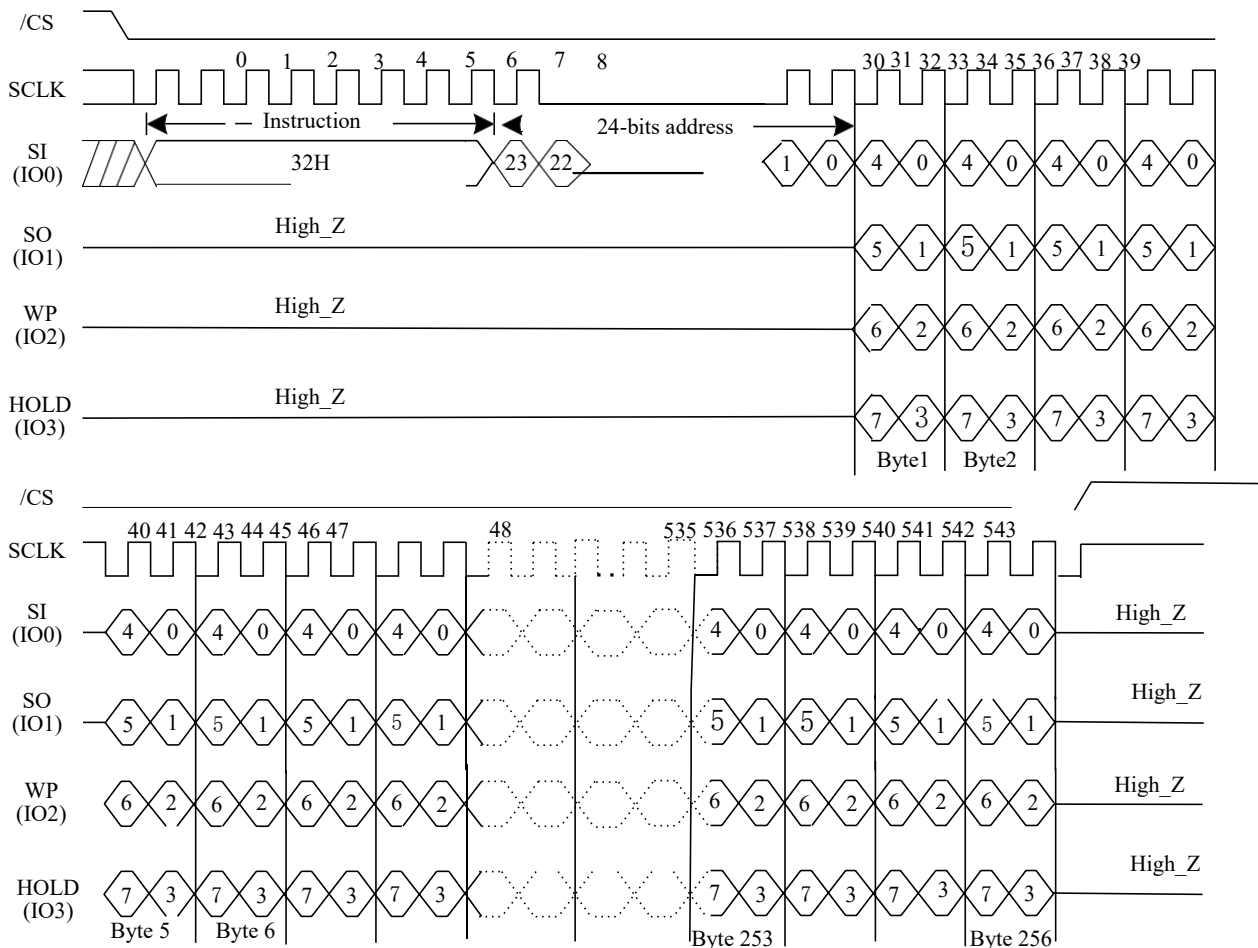 /CS
0 1 2 3 4 5 6 7 8 30 31 32 33 34 35 36 37 38 39
SCLK
Instruction 24-bits address
SI
(IO0)
32H 23 22 1 0 4 0 4 0 4 0 4 0
High_Z
SO
(IO1)
5 1 5 1 5 1 5 1
High_Z
WP
(IO2)
6 2 6 2 6 2 6 2
High_Z
HOLD
(IO3)
7 3 7 3 7 3 7 3
Byte1 Byte2
/CS
40 41 42 43 44 45 46 47 48 535 536 537 538 539 540 541 542 543
SCLK
SI
(IO0)
4 0 4 0 4 0 4 0 4 0 4 0 4 0 4 0 High_Z
SO
(IO1)
5 1 5 1 5 1 5 1 5 1 5 1 5 1 5 1 High_Z
WP
(IO2)
6 2 6 2 6 2 6 2 6 2 6 2 6 2 6 2 High_Z
HOLD
(IO3)
7 3 7 3 7 3 7 3 7 3 7 3 7 3 7 3 High_Z
Byte 5 Byte 6 Byte 253 Byte 256